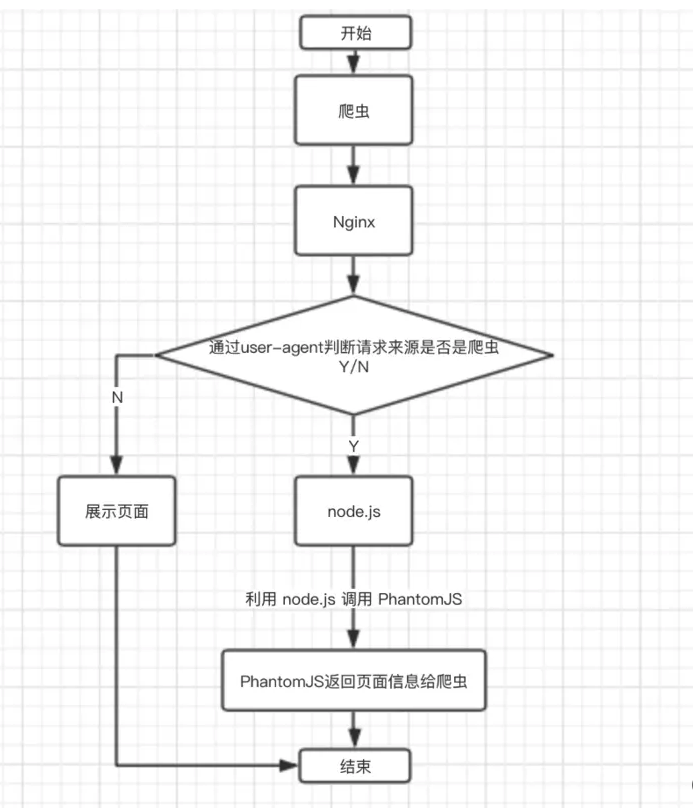 开始
爬虫
Nginx
通过user-agent判断请求来源是否是爬虫
Y/N
N
Y
展示页面
node.js
利用 node.js 调用 PhantomJS
PhantomJS返回页面信息给爬虫
结束